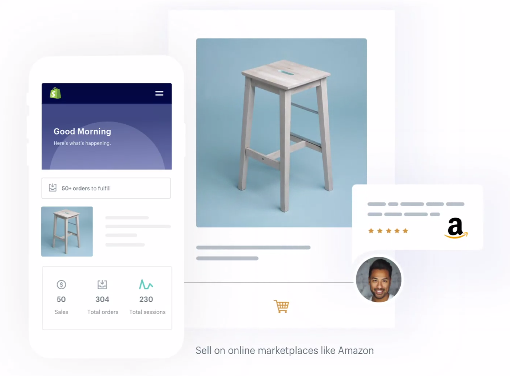 Good Morning
Here's what's happening.
50+ orders to fulfill
50
Sales
304
Total orders
230
Total sessions
a
Sell on online marketplaces like Amazon